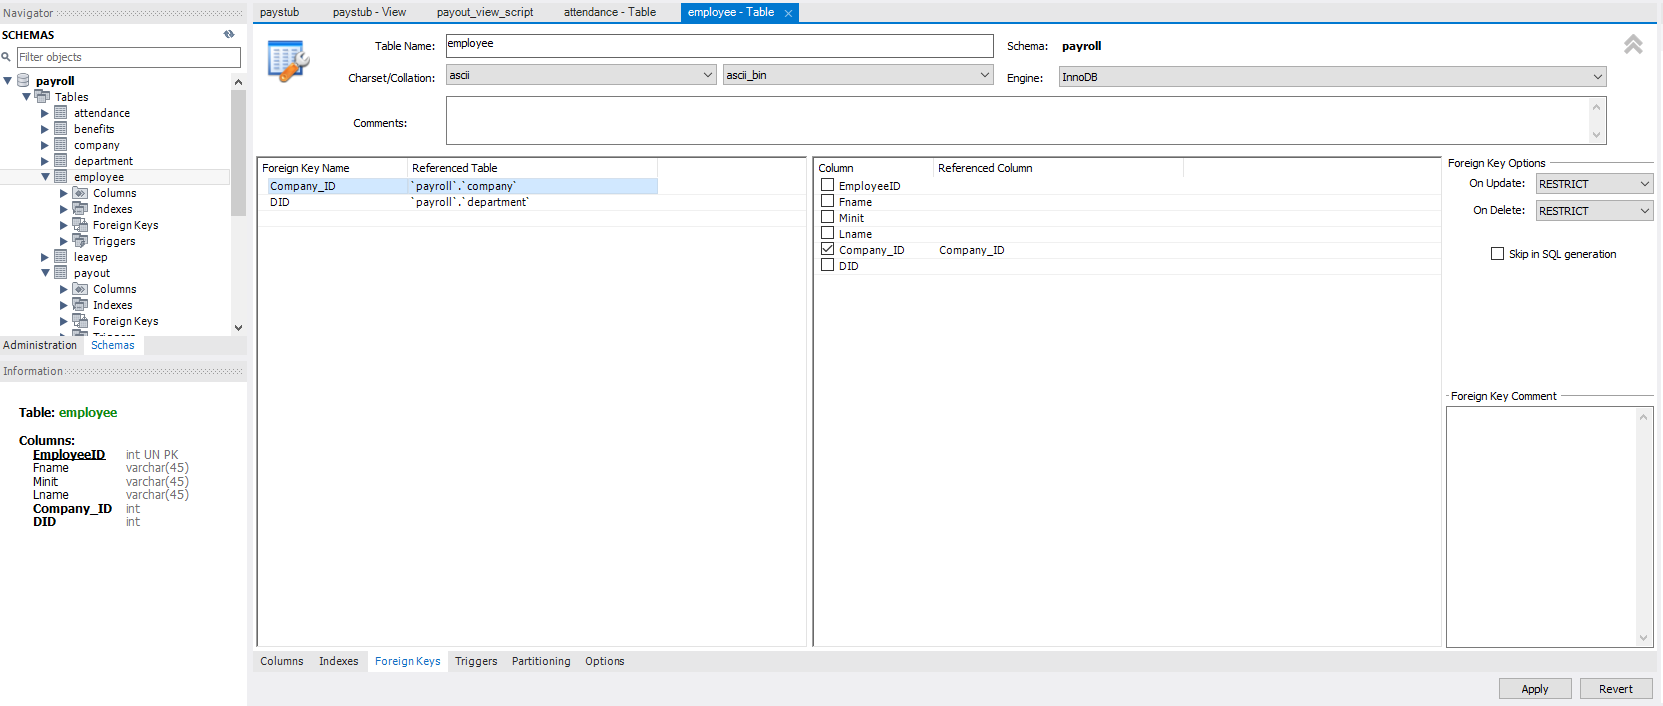 Navigator
SCHEMAS
Filter objects
payroll
Tables
attendance
benefits
company
department
employee
Columns
Indexes
Foreign Keys
Triggers
leavep
payout
Columns
Indexes
Foreign Keys
Triggers
Administration Schemas
Information
Table: employee
Columns:
EmployeeID int UN PK
Fname varchar(45)
Minit varchar(45)
Lname varchar(45)
Company_ID int
DID int
paystub paystub - View payout_view_script attendance - Table employee - Table
Table Name: employee Schema: payroll
Charset/Collation: ascii ascii_bin Engine: InnoDB
Comments:
Foreign Key Name Referenced Table
Company_ID `payroll`.`company`
DID `payroll`.`department`
Column Referenced Column
EmployeeID
Fname
Minit
Lname
Company_ID Company_ID
DID
Foreign Key Options
On Update: RESTRICT
On Delete: RESTRICT
Skip in SQL generation
Foreign Key Comment
Columns Indexes Foreign Keys Triggers Partitioning Options
Apply Revert